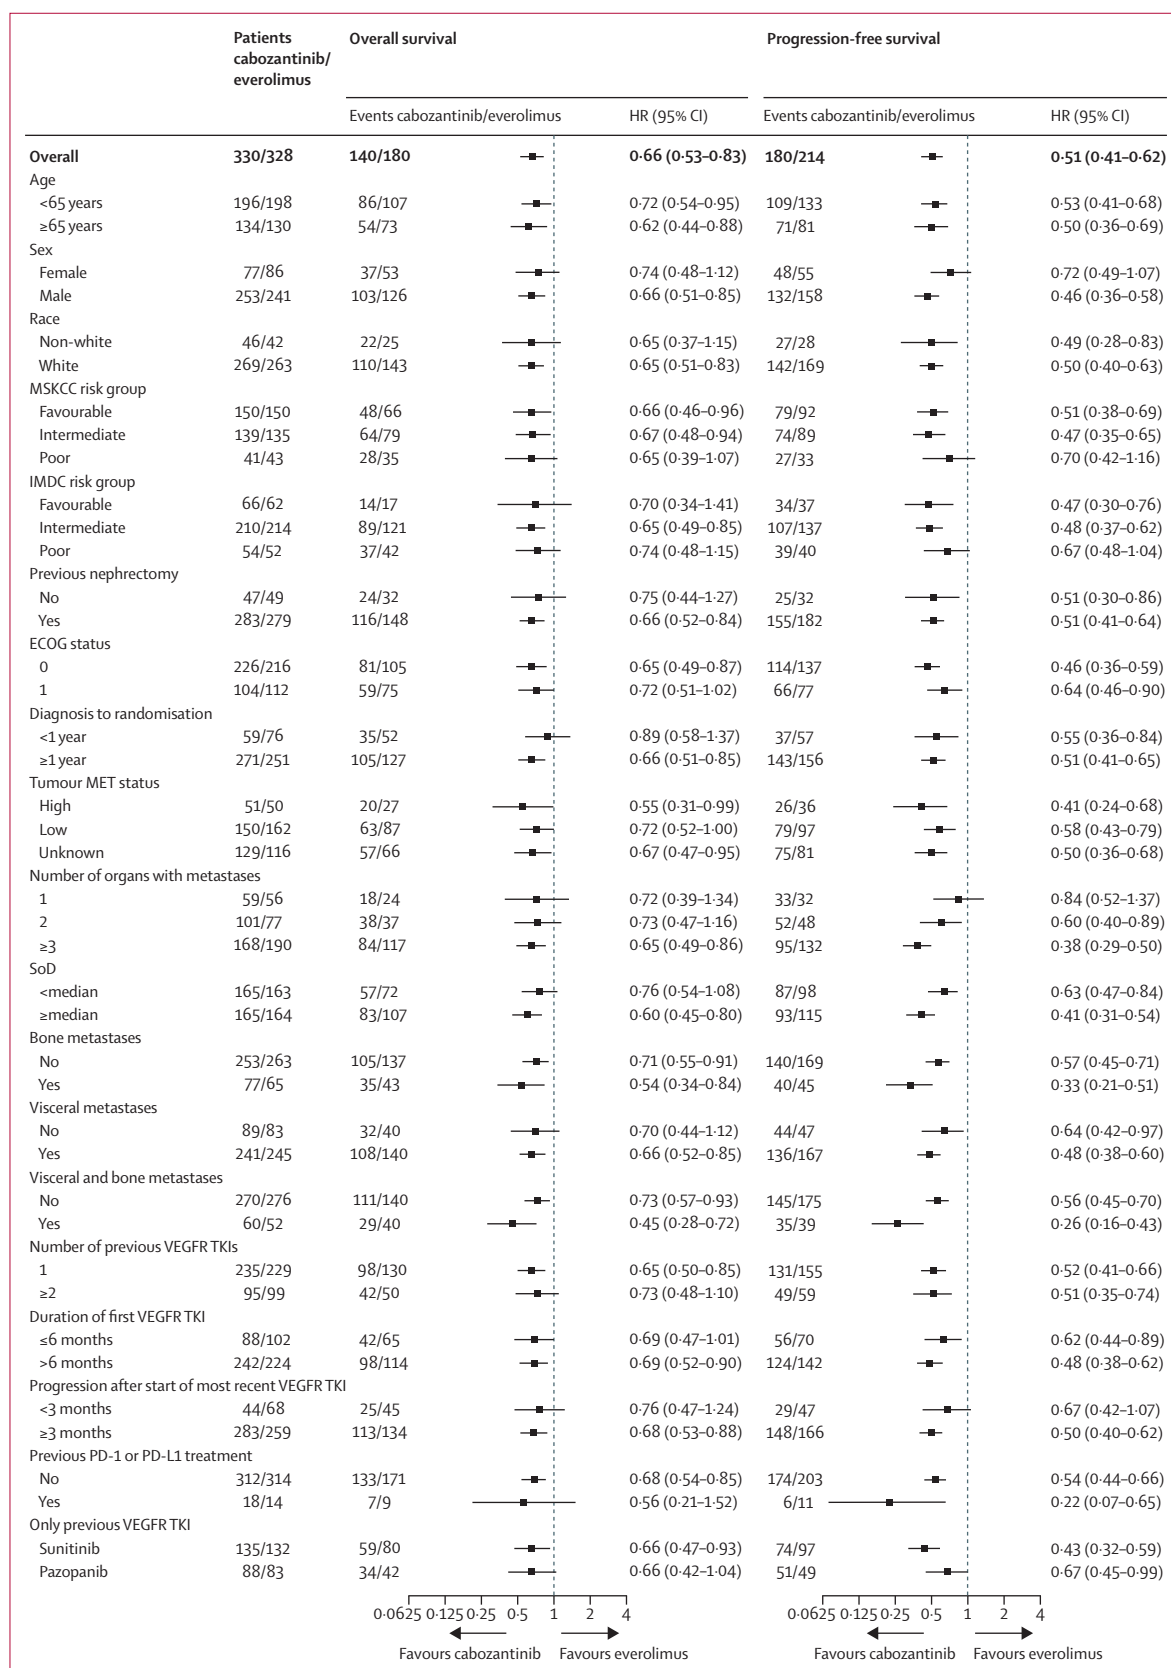 Patients cabozantinib/everolimus Overall survival Progression-free survival
Events cabozantinib/everolimus HR (95% CI) Events cabozantinib/everolimus HR (95% CI)
Overall 330/328 140/180 0·66 (0·53–0·83) 180/214 0·51 (0·41–0·62)
Age
<65 years 196/198 86/107 0·72 (0·54–0·95) 109/133 0·53 (0·41–0·68)
≥65 years 134/130 54/73 0·62 (0·44–0·88) 71/81 0·50 (0·36–0·69)
Sex
Female 77/86 37/53 0·74 (0·48–1·12) 48/55 0·72 (0·49–1·07)
Male 253/241 103/126 0·66 (0·51–0·85) 132/158 0·46 (0·36–0·58)
Race
Non-white 46/42 22/25 0·65 (0·37–1·15) 27/28 0·49 (0·28–0·83)
White 269/263 110/143 0·65 (0·51–0·83) 142/169 0·50 (0·40–0·63)
MSKCC risk group
Favourable 150/150 48/66 0·66 (0·46–0·96) 79/92 0·51 (0·38–0·69)
Intermediate 139/135 64/79 0·67 (0·48–0·94) 74/89 0·47 (0·35–0·65)
Poor 41/43 28/35 0·65 (0·39–1·07) 27/33 0·70 (0·42–1·16)
IMDC risk group
Favourable 66/62 14/17 0·70 (0·34–1·41) 34/37 0·47 (0·30–0·76)
Intermediate 210/214 89/121 0·65 (0·49–0·85) 107/137 0·48 (0·37–0·62)
Poor 54/52 37/42 0·74 (0·48–1·15) 39/40 0·67 (0·48–1·04)
Previous nephrectomy
No 47/49 24/32 0·75 (0·44–1·27) 25/32 0·51 (0·30–0·86)
Yes 283/279 116/148 0·66 (0·52–0·84) 155/182 0·51 (0·41–0·64)
ECOG status
0 226/216 81/105 0·65 (0·49–0·87) 114/137 0·46 (0·36–0·59)
1 104/112 59/75 0·72 (0·51–1·02) 66/77 0·64 (0·46–0·90)
Diagnosis to randomisation
<1 year 59/76 35/52 0·89 (0·58–1·37) 37/57 0·55 (0·36–0·84)
≥1 year 271/251 105/127 0·66 (0·51–0·85) 143/156 0·51 (0·41–0·65)
Tumour MET status
High 51/50 20/27 0·55 (0·31–0·99) 26/36 0·41 (0·24–0·68)
Low 150/162 63/87 0·72 (0·52–1·00) 79/97 0·58 (0·43–0·79)
Unknown 129/116 57/66 0·67 (0·47–0·95) 75/81 0·50 (0·36–0·68)
Number of organs with metastases
1 59/56 18/24 0·72 (0·39–1·34) 33/32 0·84 (0·52–1·37)
2 101/77 38/37 0·73 (0·47–1·16) 52/48 0·60 (0·40–0·89)
≥3 168/190 84/117 0·65 (0·49–0·86) 95/132 0·38 (0·29–0·50)
SoD
<median 165/163 57/72 0·76 (0·54–1·08) 87/98 0·63 (0·47–0·84)
≥median 165/164 83/107 0·60 (0·45–0·80) 93/115 0·41 (0·31–0·54)
Bone metastases
No 253/263 105/137 0·71 (0·55–0·91) 140/169 0·57 (0·45–0·71)
Yes 77/65 35/43 0·54 (0·34–0·84) 40/45 0·33 (0·21–0·51)
Visceral metastases
No 89/83 32/40 0·70 (0·44–1·12) 44/47 0·64 (0·42–0·97)
Yes 241/245 108/140 0·66 (0·52–0·85) 136/167 0·48 (0·38–0·60)
Visceral and bone metastases
No 270/276 111/140 0·73 (0·57–0·93) 145/175 0·56 (0·45–0·70)
Yes 60/52 29/40 0·45 (0·28–0·72) 35/39 0·26 (0·16–0·43)
Number of previous VEGFR TKIs
1 235/229 98/130 0·65 (0·50–0·85) 131/155 0·52 (0·41–0·66)
≥2 95/99 42/50 0·73 (0·48–1·10) 49/59 0·51 (0·35–0·74)
Duration of first VEGFR TKI
≤6 months 88/102 42/65 0·69 (0·47–1·01) 56/70 0·62 (0·44–0·89)
>6 months 242/224 98/114 0·69 (0·52–0·90) 124/142 0·48 (0·38–0·62)
Progression after start of most recent VEGFR TKI
<3 months 44/68 25/45 0·76 (0·47–1·24) 29/47 0·67 (0·42–1·07)
≥3 months 283/259 113/134 0·68 (0·53–0·88) 148/166 0·50 (0·40–0·62)
Previous PD-1 or PD-L1 treatment
No 312/314 133/171 0·68 (0·54–0·85) 174/203 0·54 (0·44–0·66)
Yes 18/14 7/9 0·56 (0·21–1·52) 6/11 0·22 (0·07–0·65)
Only previous VEGFR TKI
Sunitinib 135/132 59/80 0·66 (0·47–0·93) 74/97 0·43 (0·32–0·59)
Pazopanib 88/83 34/42 0·66 (0·42–1·04) 51/49 0·67 (0·45–0·99)
0·0625 0·125 0·25 0·5 1 2 4 0·0625 0·125 0·25 0·5 1 2 4
Favours cabozantinib Favours everolimus Favours cabozantinib Favours everolimus